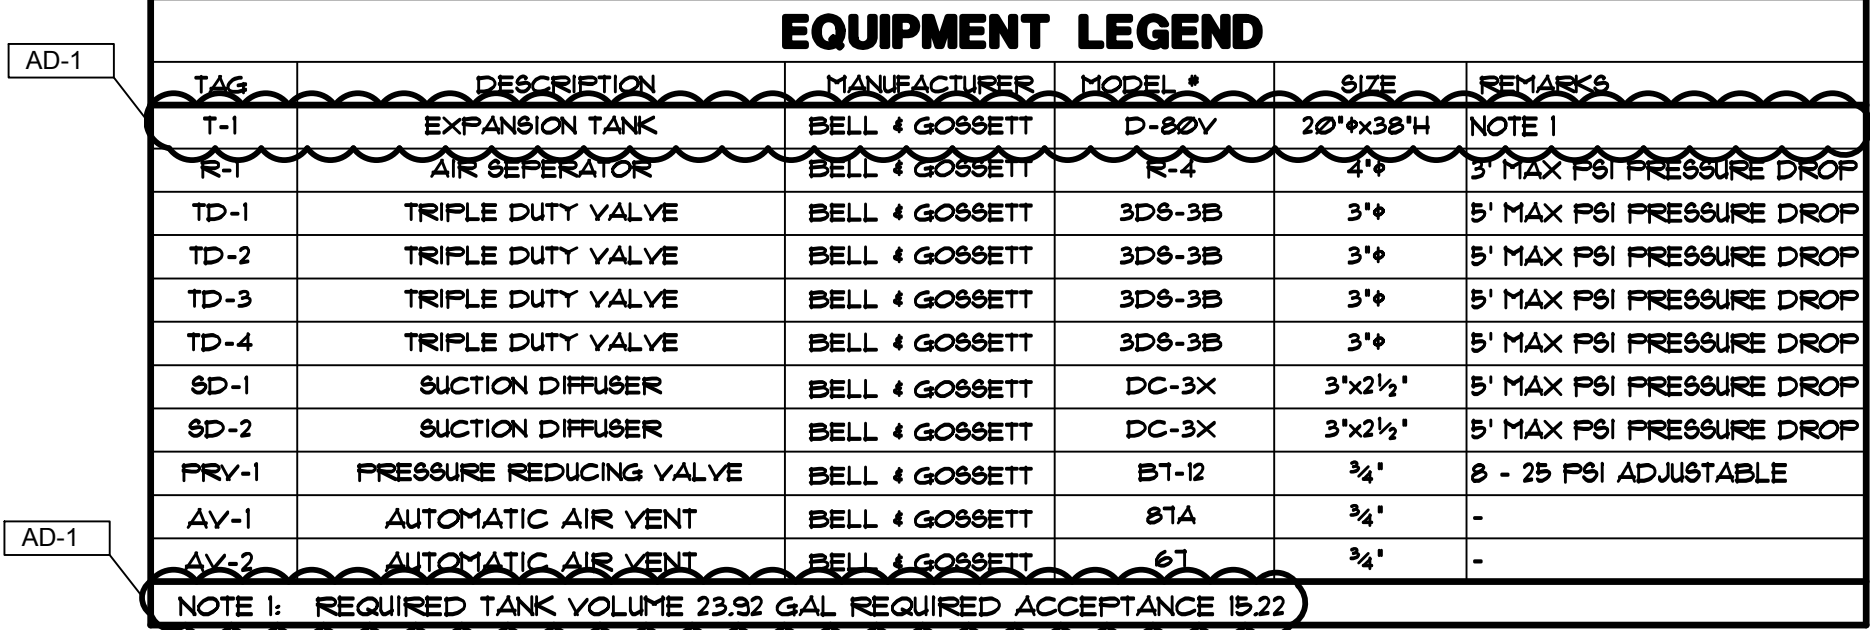 EQUIPMENT LEGEND
AD-1
TAG DESCRIPTION MANUFACTURER MODEL # SIZE REMARKS
T-1 EXPANSION TANK BELL & GOSSETT D-80V 20"ϕx38"H NOTE 1
R-1 AIR SEPERATOR BELL & GOSSETT R-4 4"ϕ 3' MAX PSI PRESSURE DROP
TD-1 TRIPLE DUTY VALVE BELL & GOSSETT 3DS-3B 3"ϕ 5' MAX PSI PRESSURE DROP
TD-2 TRIPLE DUTY VALVE BELL & GOSSETT 3DS-3B 3"ϕ 5' MAX PSI PRESSURE DROP
TD-3 TRIPLE DUTY VALVE BELL & GOSSETT 3DS-3B 3"ϕ 5' MAX PSI PRESSURE DROP
TD-4 TRIPLE DUTY VALVE BELL & GOSSETT 3DS-3B 3"ϕ 5' MAX PSI PRESSURE DROP
SD-1 SUCTION DIFFUSER BELL & GOSSETT DC-3X 3"x2½" 5' MAX PSI PRESSURE DROP
SD-2 SUCTION DIFFUSER BELL & GOSSETT DC-3X 3"x2½" 5' MAX PSI PRESSURE DROP
PRV-1 PRESSURE REDUCING VALVE BELL & GOSSETT B7-12 ¾" 8 - 25 PSI ADJUSTABLE
AV-1 AUTOMATIC AIR VENT BELL & GOSSETT 87A ¾" -
AD-1
AV-2 AUTOMATIC AIR VENT BELL & GOSSETT 67 ¾" -
NOTE 1: REQUIRED TANK VOLUME 23.92 GAL REQUIRED ACCEPTANCE 15.22